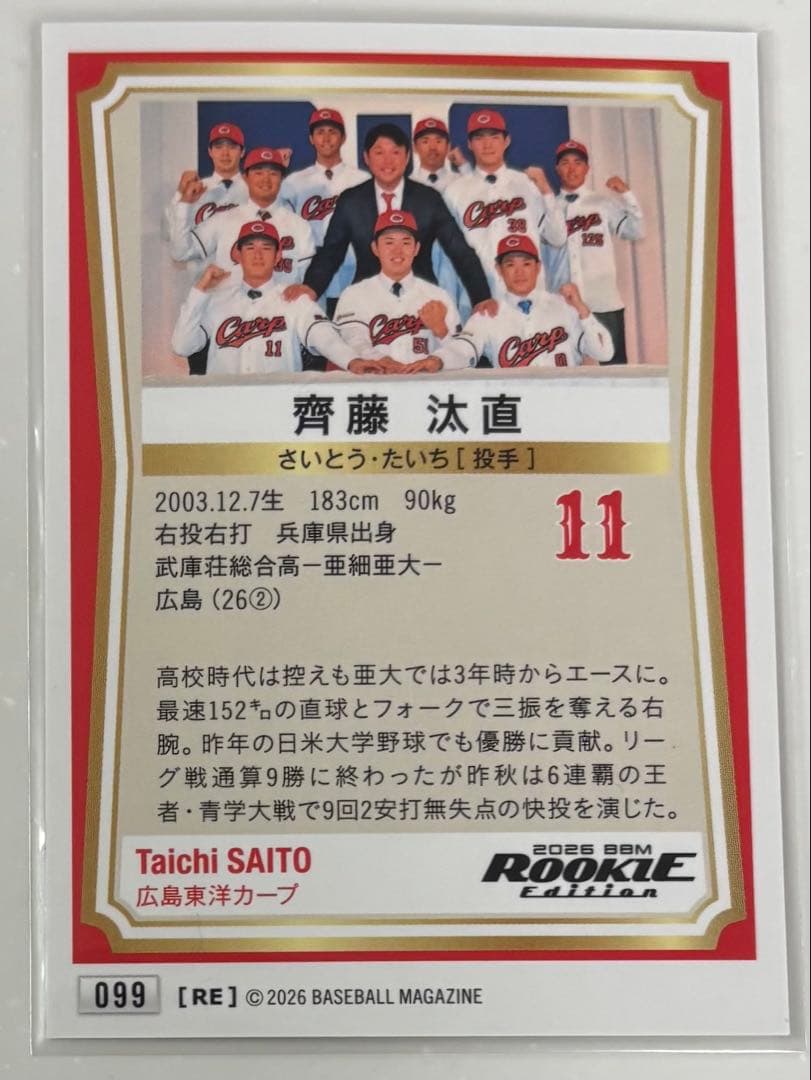 Carp
Carp
35
Carp
39
125
Carp
11
Carp
51
Carp
0
齊藤 汰直
さいとう・たいち [ 投手 ]
2003.12.7生 183cm 90kg
右投右打 兵庫県出身
武庫荘総合高ー亜細亜大ー
広島（26②）
11
高校時代は控えも亜大では3年時からエースに。
最速152㌔の直球とフォークで三振を奪える右
腕。昨年の日米大学野球でも優勝に貢献。リー
グ戦通算9勝に終わったが昨秋は6連覇の王
者・青学大戦で9回2安打無失点の快投を演じた。
Taichi SAITO
広島東洋カープ
2026 BBM
ROOKIE
Edition
099 [RE] ©2026 BASEBALL MAGAZINE